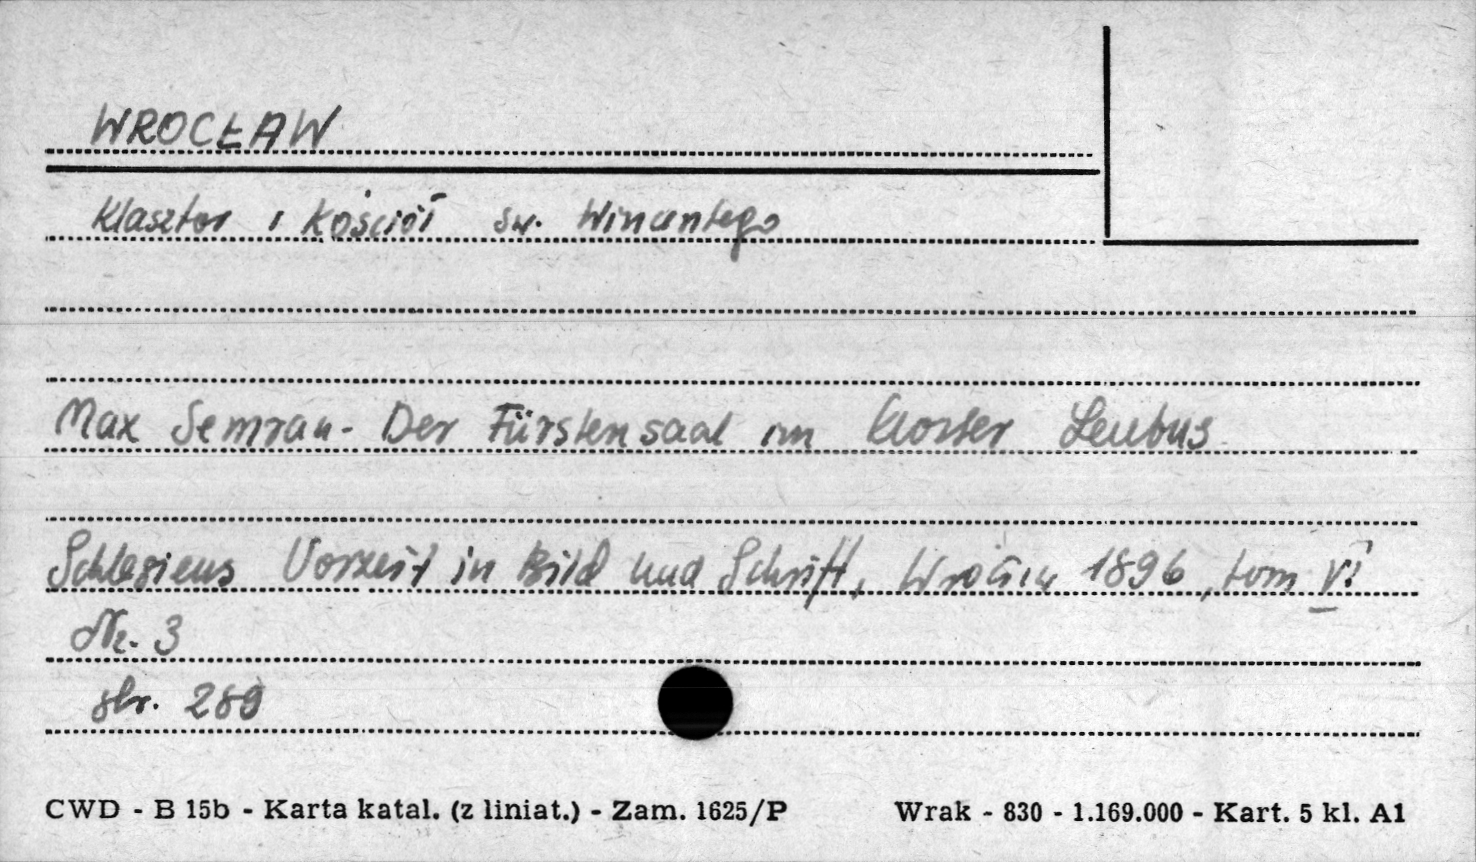 WROCŁAW
Klasztor i Kościół św. Wincentego
Max Semrau - Der Fürstensaal im Kloster Leubus
Schlesiens Vorzeit in Bild und Schrift, Wrocław 1896, tom VI
Nr. 3
str. 289
CWD - B 15b - Karta katal. (z liniat.) - Zam. 1625/P Wrak - 830 - 1.169.000 - Kart. 5 kl. A1